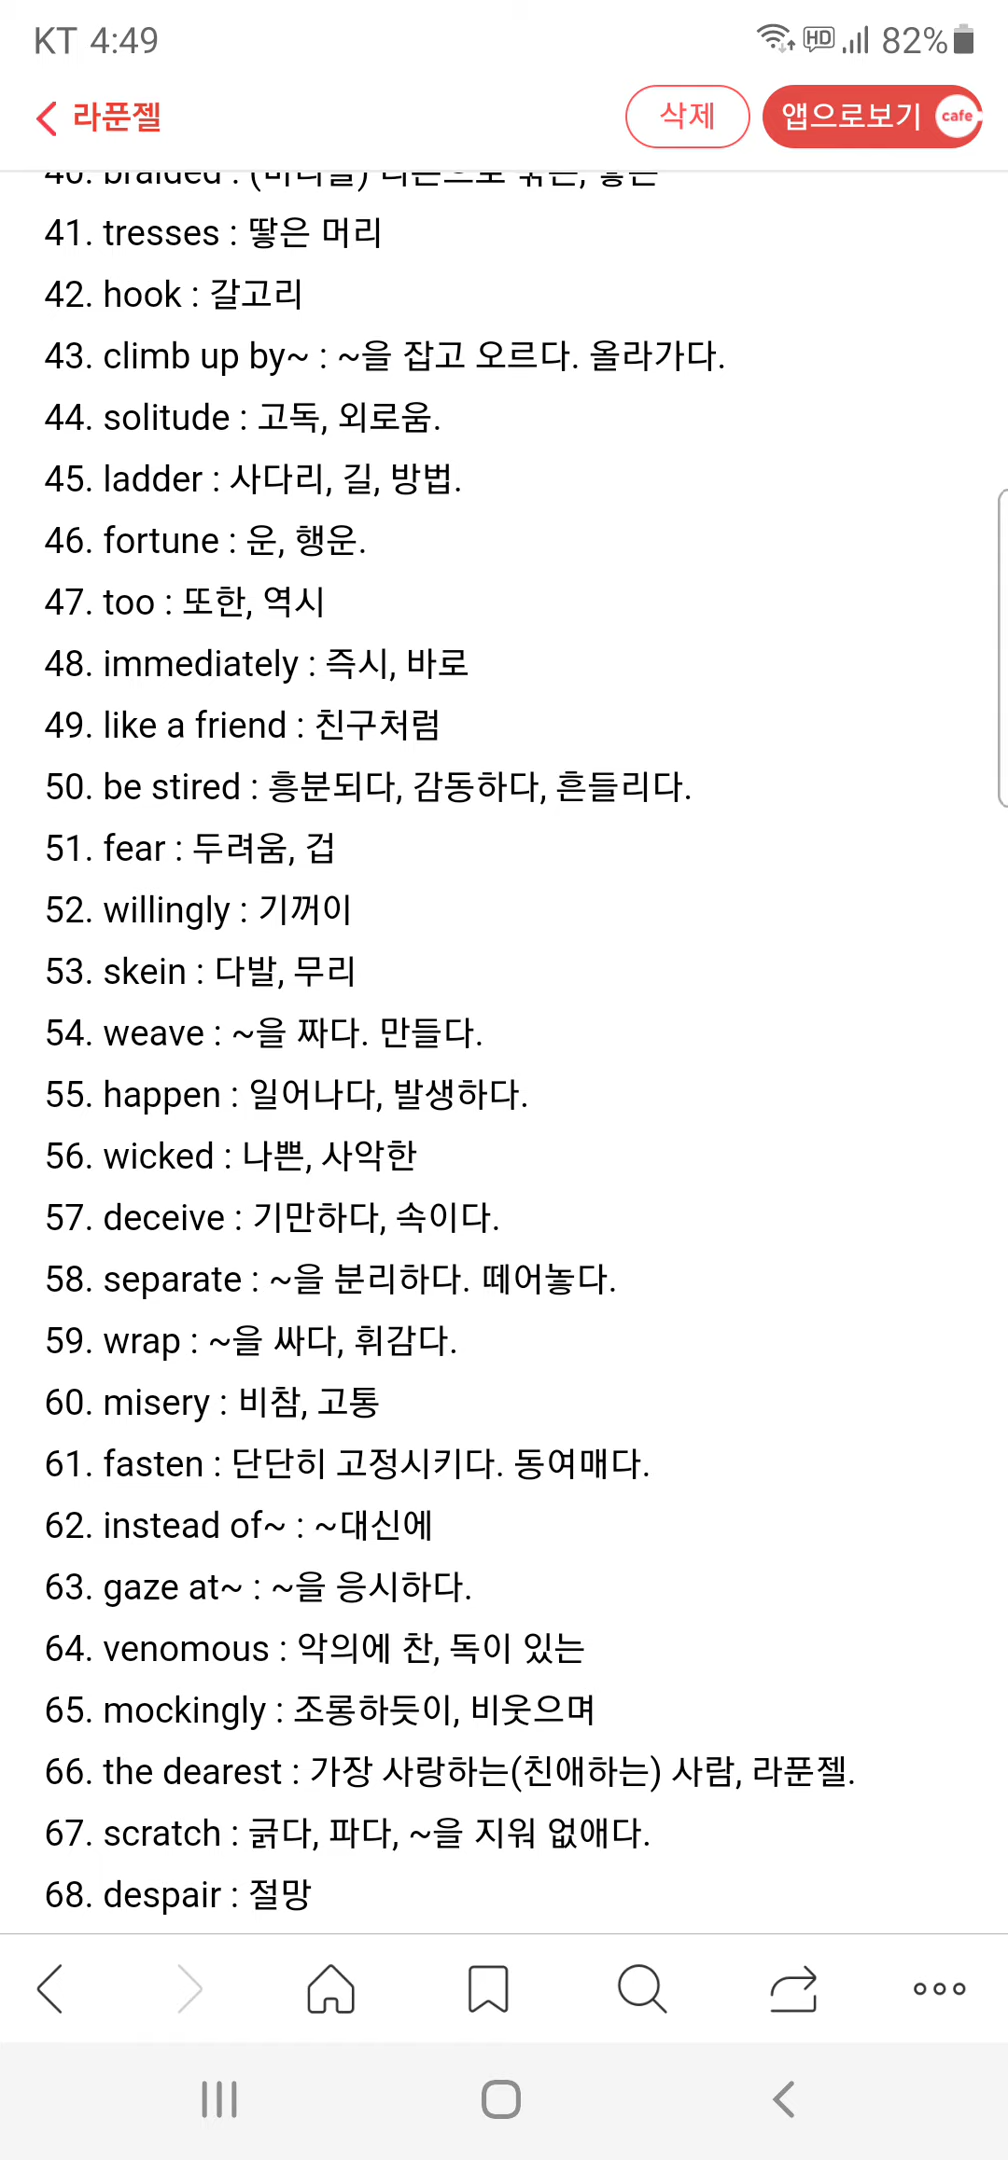 KT 4:49
HD 82%
라푼젤
삭제
앱으로보기 cafe
40. braided :
41. tresses : 땋은 머리
42. hook : 갈고리
43. climb up by~ : ~을 잡고 오르다. 올라가다.
44. solitude : 고독, 외로움.
45. ladder : 사다리, 길, 방법.
46. fortune : 운, 행운.
47. too : 또한, 역시
48. immediately : 즉시, 바로
49. like a friend : 친구처럼
50. be stired : 흥분되다, 감동하다, 흔들리다.
51. fear : 두려움, 겁
52. willingly : 기꺼이
53. skein : 다발, 무리
54. weave : ~을 짜다. 만들다.
55. happen : 일어나다, 발생하다.
56. wicked : 나쁜, 사악한
57. deceive : 기만하다, 속이다.
58. separate : ~을 분리하다. 떼어놓다.
59. wrap : ~을 싸다, 휘감다.
60. misery : 비참, 고통
61. fasten : 단단히 고정시키다. 동여매다.
62. instead of~ : ~대신에
63. gaze at~ : ~을 응시하다.
64. venomous : 악의에 찬, 독이 있는
65. mockingly : 조롱하듯이, 비웃으며
66. the dearest : 가장 사랑하는(친애하는) 사람, 라푼젤.
67. scratch : 긁다, 파다, ~을 지워 없애다.
68. despair : 절망